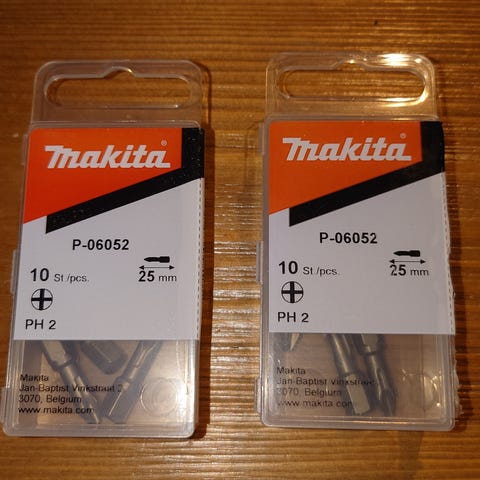 Makita®
P-06052
10 St./pcs.
25 mm
PH 2
Makita
Jan-Baptist Vinkstraat 2
3070, Belgium
www.makita.com
Makita®
P-06052
10 St./pcs.
25 mm
PH 2
Makita
Jan-Baptist Vinkstraat 2
3070, Belgium
www.makita.com